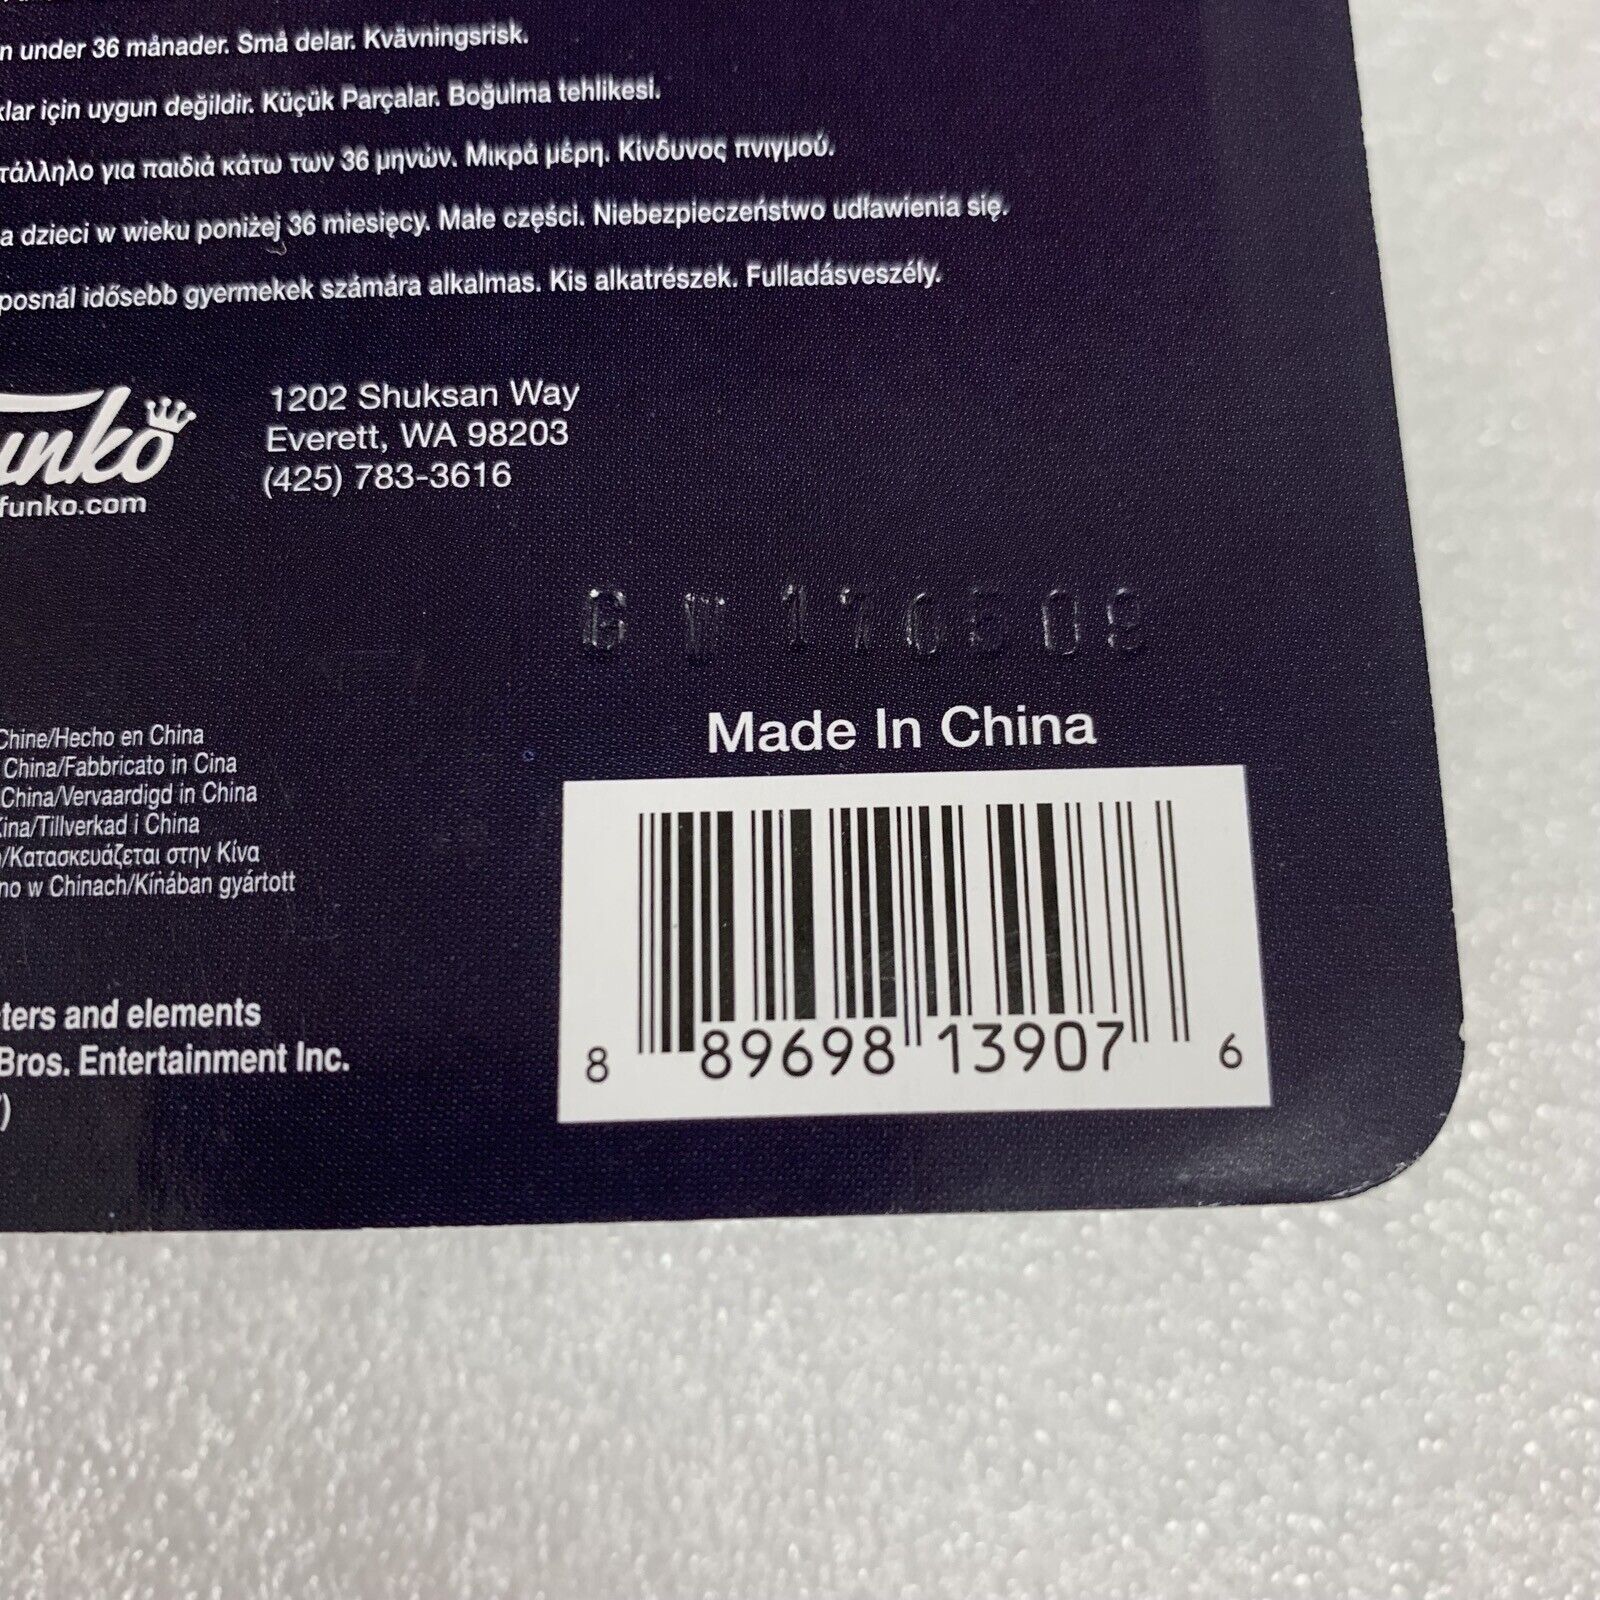 n under 36 månader. Små delar. Kvävningsrisk.
klar için uygun değildir. Küçük Parçalar. Boğulma tehlikesi.
τάλληλο για παιδιά κάτω των 36 μηνών. Μικρά μέρη. Κίνδυνος πνιγμού.
a dzieci w wieku poniżej 36 miesięcy. Małe części. Niebezpieczeństwo udławienia się.
posnál idősebb gyermekek számára alkalmas. Kis alkatrészek. Fulladásveszély.
unko
funko.com
1202 Shuksan Way
Everett, WA 98203
(425) 783-3616
170509
Made In China
Chine/Hecho en China
China/Fabbricato in Cina
China/Vervaardigd in China
Kina/Tillverkad i China
/Κατασκευάζεται στην Κίνα
no w Chinach/Kínában gyártott
ters and elements
Bros. Entertainment Inc.
)
8 89698 13907 6